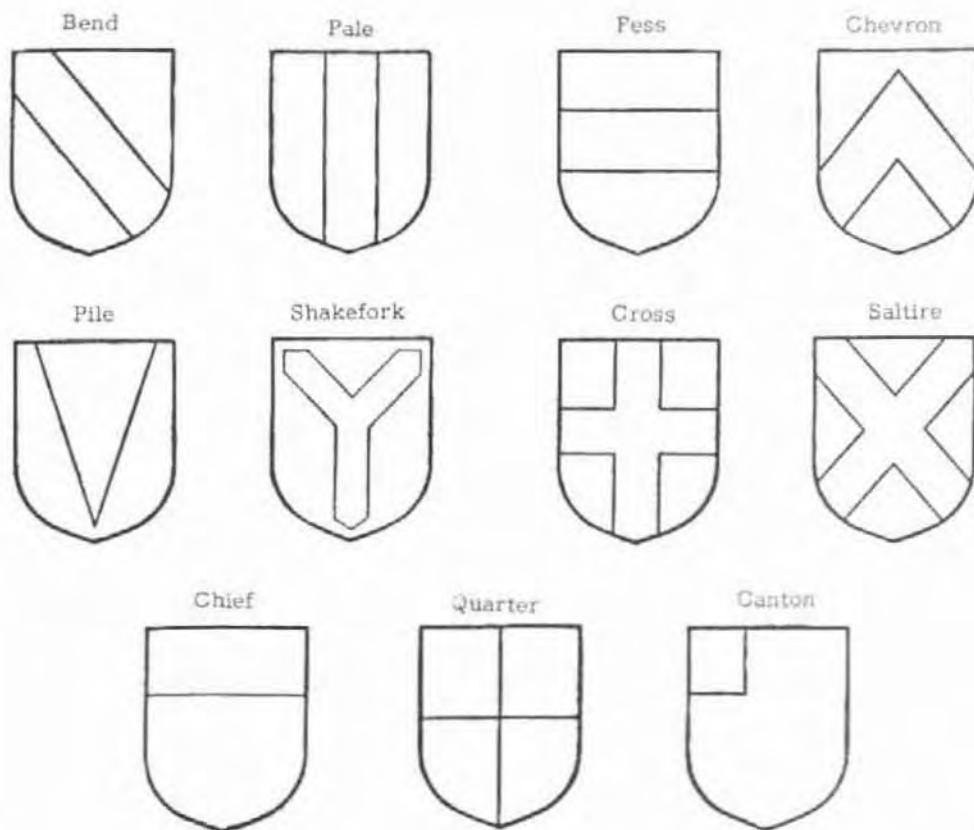 Bend Pale Fess Chevron
Pile Shakefork Cross Saltire
Chief Quarter Canton